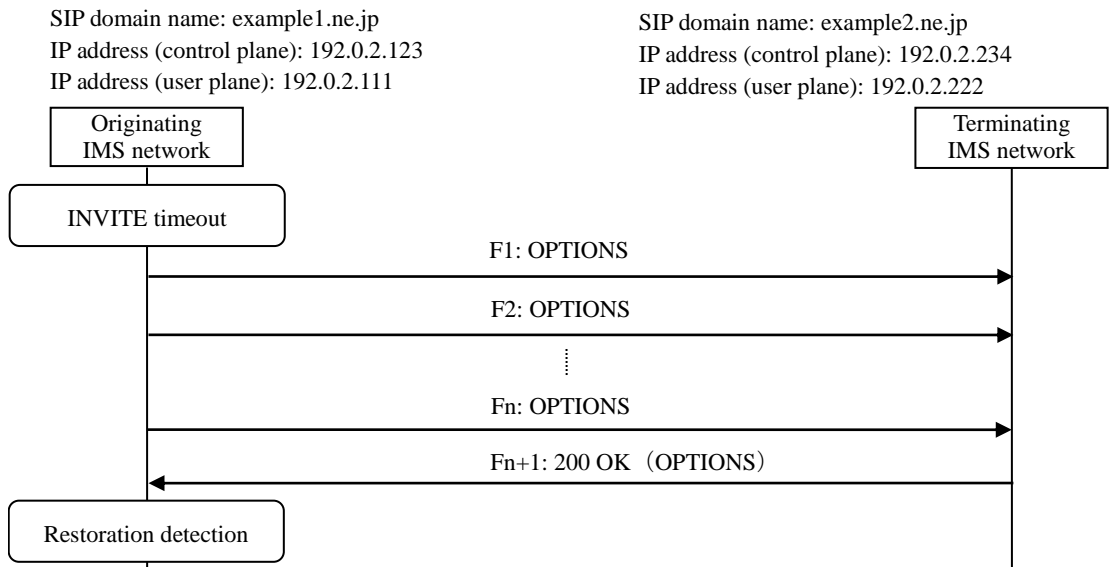 SIP domain name: example1.ne.jp
IP address (control plane): 192.0.2.123
IP address (user plane): 192.0.2.111
SIP domain name: example2.ne.jp
IP address (control plane): 192.0.2.234
IP address (user plane): 192.0.2.222
Originating
IMS network
Terminating
IMS network
INVITE timeout
F1: OPTIONS
F2: OPTIONS
Fn: OPTIONS
Fn+1: 200 OK（OPTIONS）
Restoration detection